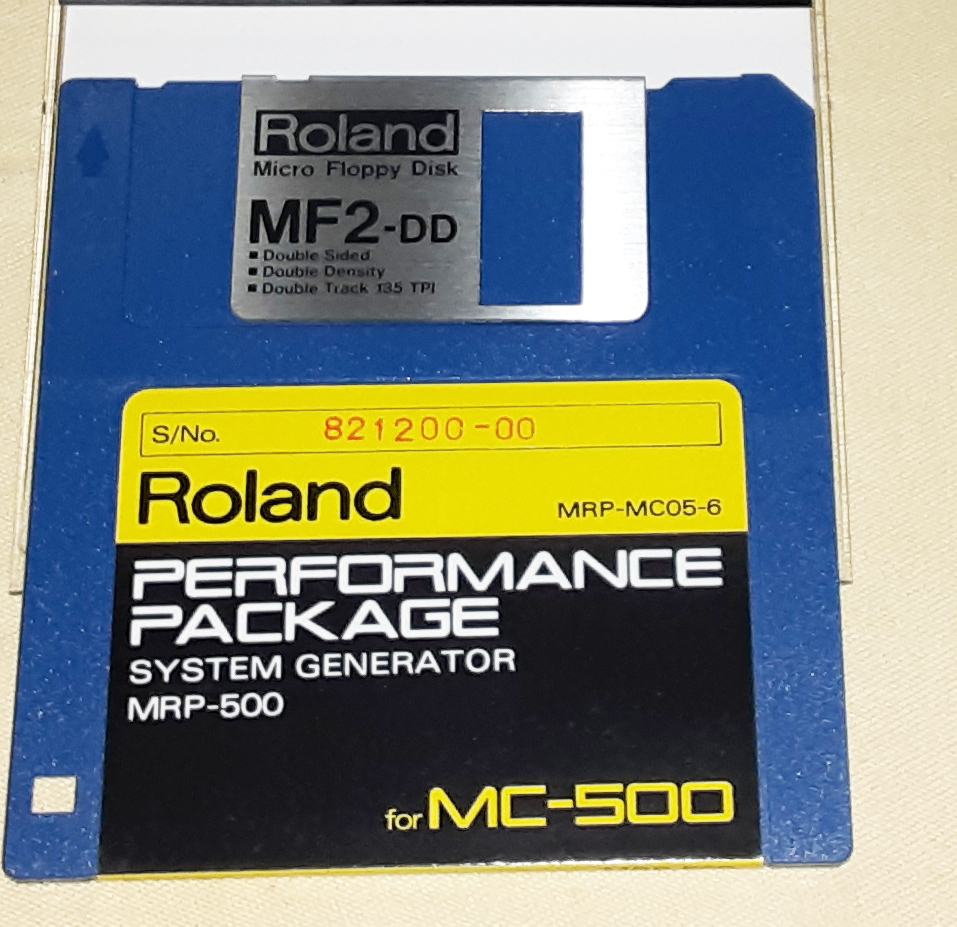 Roland
Micro Floppy Disk
MF2-DD
Double Sided
Double Density
Double Track 135 TPI
S/No. 821200-00
Roland MRP-MC05-6
PERFORMANCE
PACKAGE
SYSTEM GENERATOR
MRP-500
for MC-500